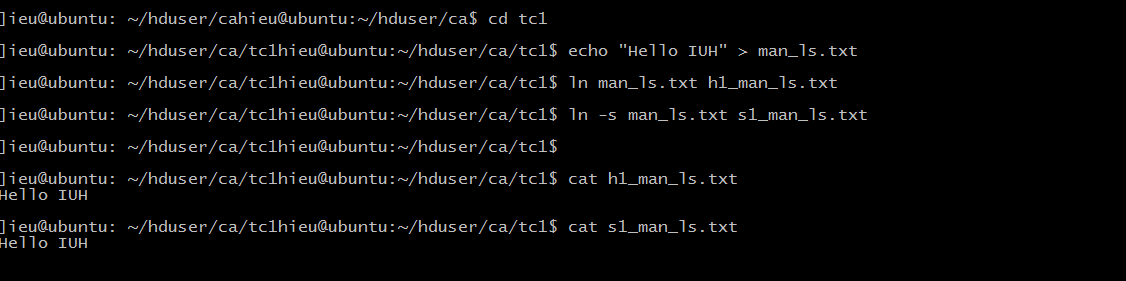 ]ieu@ubuntu: ~/hduser/cahieu@ubuntu:~/hduser/ca$ cd tc1
]ieu@ubuntu: ~/hduser/ca/tc1hieu@ubuntu:~/hduser/ca/tc1$ echo "Hello IUH" > man_ls.txt
]ieu@ubuntu: ~/hduser/ca/tc1hieu@ubuntu:~/hduser/ca/tc1$ ln man_ls.txt h1_man_ls.txt
]ieu@ubuntu: ~/hduser/ca/tc1hieu@ubuntu:~/hduser/ca/tc1$ ln -s man_ls.txt s1_man_ls.txt
]ieu@ubuntu: ~/hduser/ca/tc1hieu@ubuntu:~/hduser/ca/tc1$
]ieu@ubuntu: ~/hduser/ca/tc1hieu@ubuntu:~/hduser/ca/tc1$ cat h1_man_ls.txt
Hello IUH
]ieu@ubuntu: ~/hduser/ca/tc1hieu@ubuntu:~/hduser/ca/tc1$ cat s1_man_ls.txt
Hello IUH